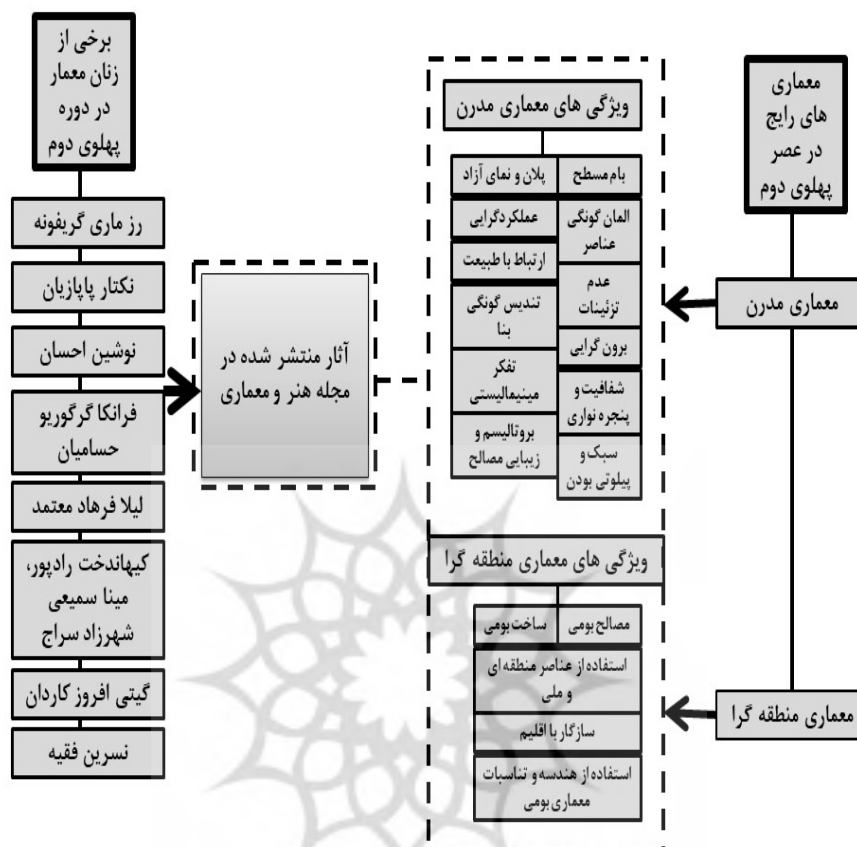 معماری
های رایج
در عصر
پهلوی دوم
معماری مدرن
معماری منطقه گرا
ویژگی های معماری مدرن
بام مسطح
المان گونگی
عناصر
عدم
تزئینات
برون گرایی
شفافیت و
پنجره نواری
سبک و
پیلوتی بودن
پلان و نمای آزاد
عملکردگرایی
ارتباط با طبیعت
تندیس گونگی
بنا
تفکر
مینیمالیستی
بروتالیسم و
زیبایی مصالح
ویژگی های معماری منطقه گرا
مصالح بومی
ساخت بومی
استفاده از عناصر منطقه ای
و ملی
سازگار با اقلیم
استفاده از هندسه و تناسبات
معماری بومی
آثار منتشر شده در
مجله هنر و معماری
برخی از
زنان معمار
در دوره
پهلوی دوم
رز ماری گریفونه
نکتار پاپازیان
نوشین احسان
فرانکا گرگوریو
حسامیان
لیلا فرهاد معتمد
کیهاندخت رادپور،
مینا سمیعی
شهرزاد سراج
گیتی افروز کاردان
نسرین فقیه